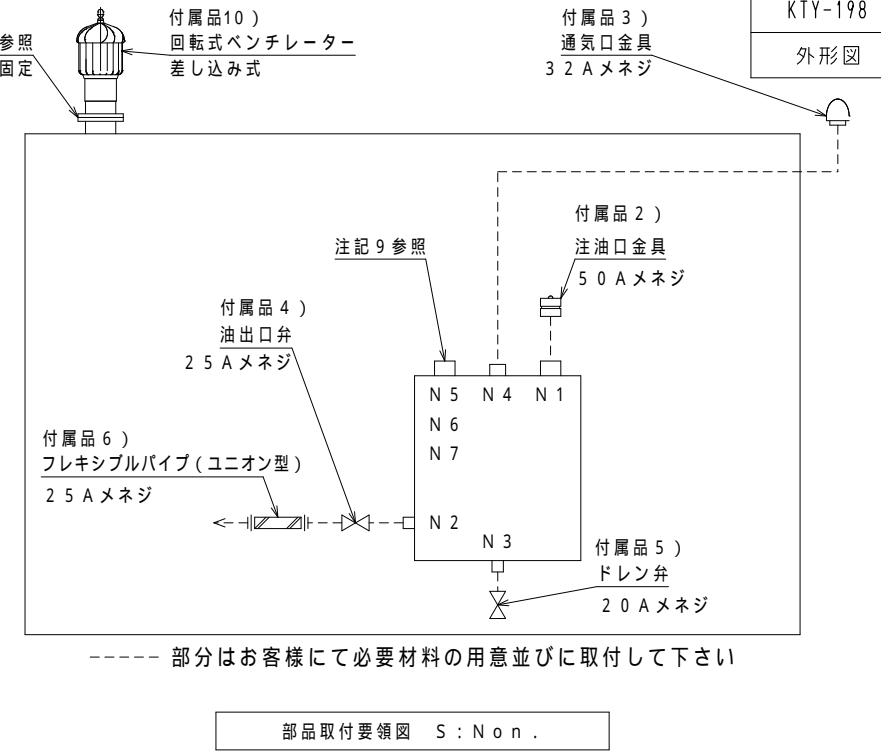 KTY-198
外形図
参照
固定
付属品10)
回転式ベンチレーター
差し込み式
付属品3)
通気口金具
32Aメネジ
付属品2)
注油口金具
50Aメネジ
注記9参照
付属品4)
油出口弁
25Aメネジ
N5 N4 N1
N6
N7
付属品6)
フレキシブルパイプ(ユニオン型)
25Aメネジ
N2
N3
付属品5)
ドレン弁
20Aメネジ
----- 部分はお客様にて必要材料の用意並びに取付して下さい
部品取付要領図 S:Non.